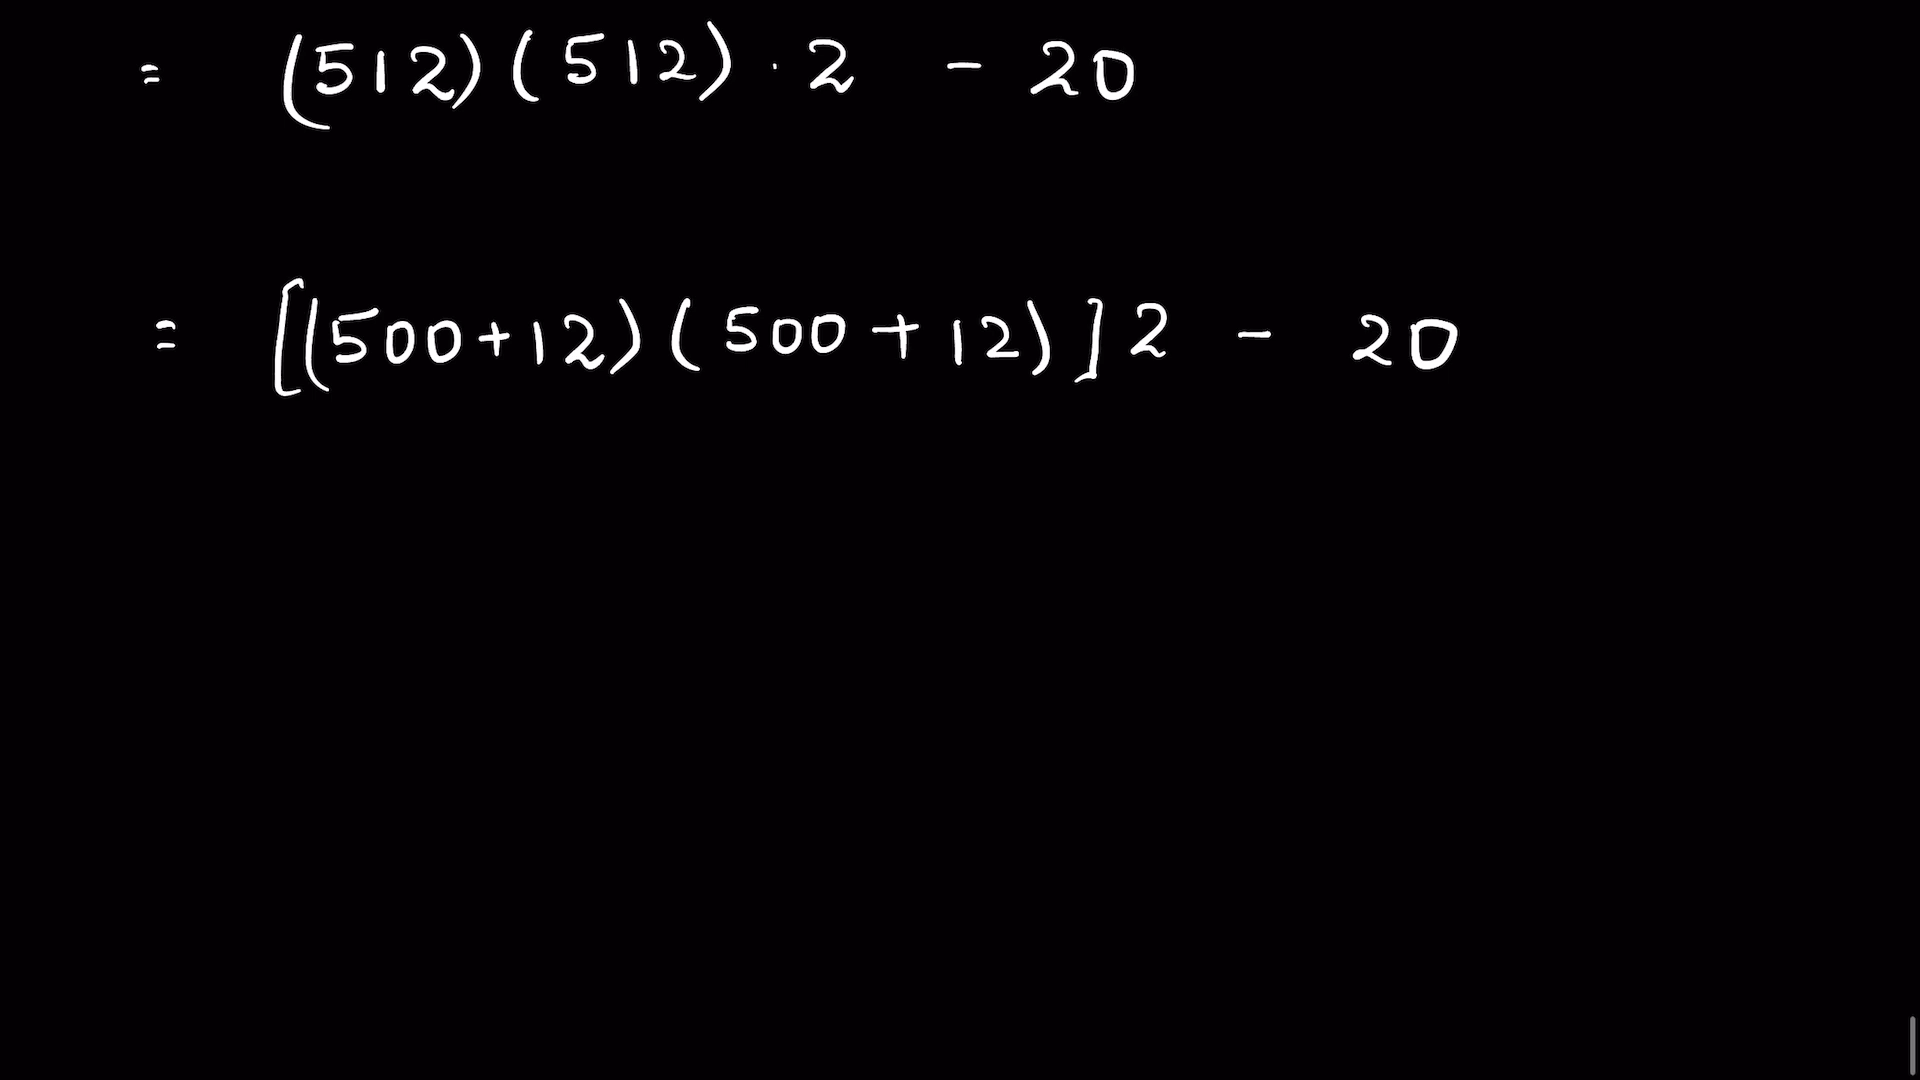 = (512)(512) · 2 - 20
= [(500+12)(500+12)]2 - 20